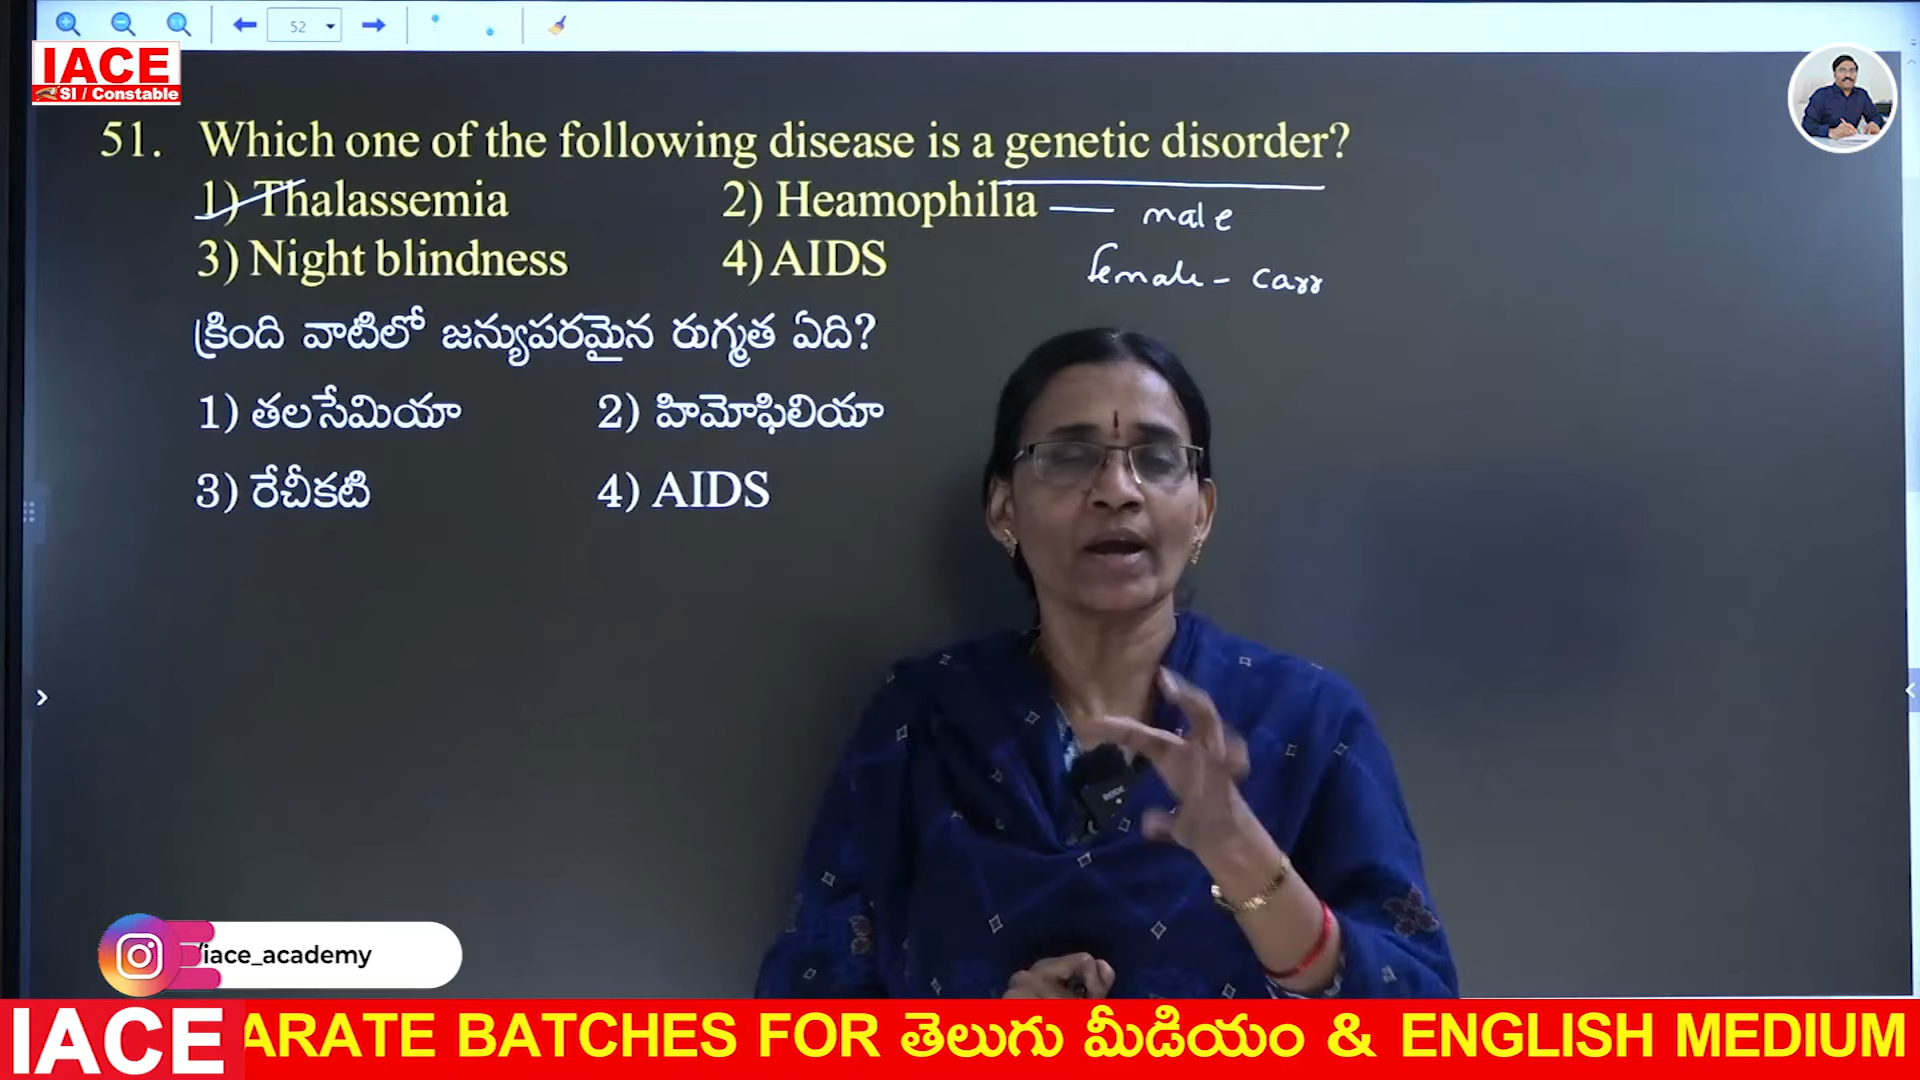 52
IACE
SI / Constable
51. Which one of the following disease is a genetic disorder?
1) Thalassemia 2) Heamophilia — male
3) Night blindness 4) AIDS female - carr
క్రింది వాటిలో జన్యుపరమైన రుగ్మత ఏది?
1) తలసేమియా 2) హిమోఫిలియా
3) రేచీకటి 4) AIDS
/iace_academy
IACE ARATE BATCHES FOR తెలుగు మీడియం & ENGLISH MEDIUM